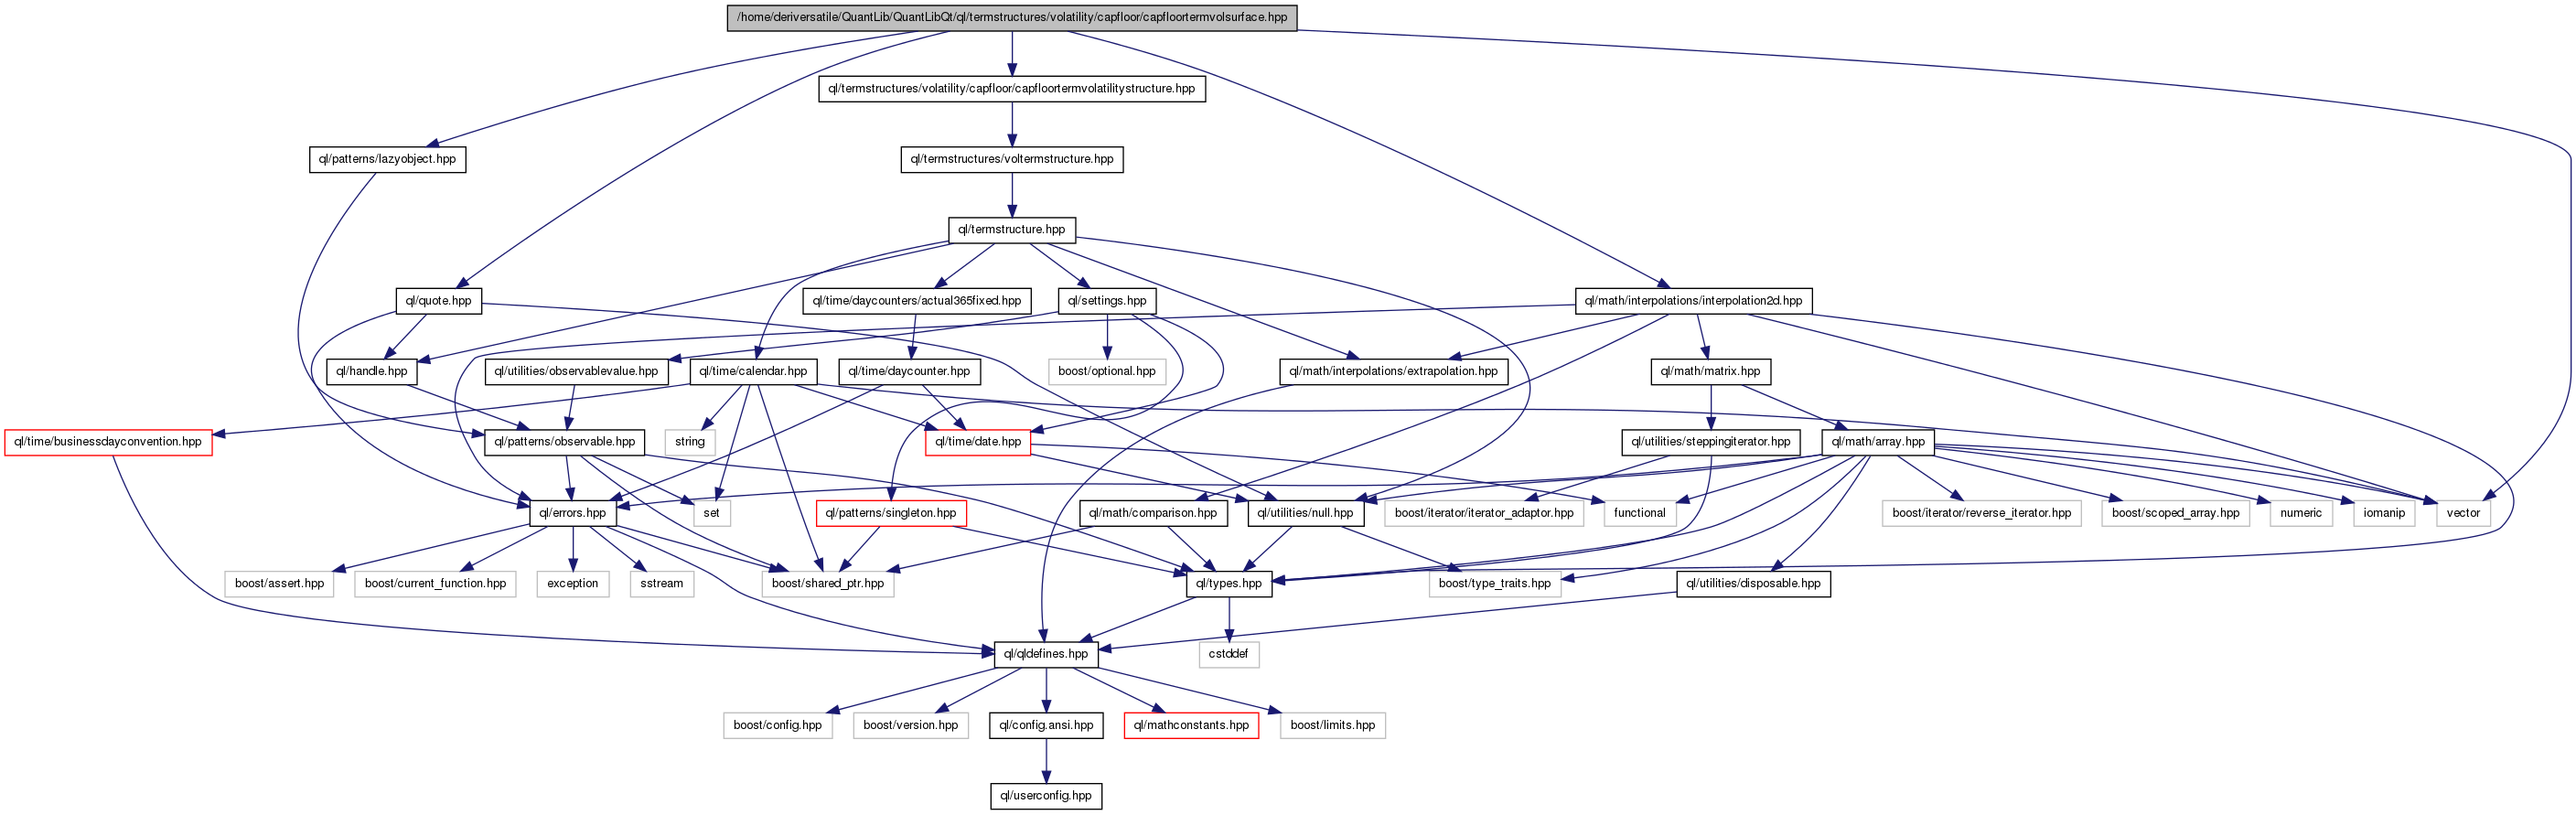 /home/deriversatile/QuantLib/QuantLibQt/ql/termstructures/volatility/capfloor/capfloortermvolsurface.hpp
ql/termstructures/volatility/capfloor/capfloortermvolatilitystructure.hpp
ql/patterns/lazyobject.hpp
ql/termstructures/voltermstructure.hpp
ql/termstructure.hpp
ql/quote.hpp
ql/time/daycounters/actual365fixed.hpp
ql/settings.hpp
ql/math/interpolations/interpolation2d.hpp
ql/handle.hpp
ql/utilities/observablevalue.hpp
ql/time/calendar.hpp
ql/time/daycounter.hpp
boost/optional.hpp
ql/math/interpolations/extrapolation.hpp
ql/math/matrix.hpp
ql/time/businessdayconvention.hpp
ql/patterns/observable.hpp
string
ql/time/date.hpp
ql/utilities/steppingiterator.hpp
ql/math/array.hpp
ql/errors.hpp
set
ql/patterns/singleton.hpp
ql/math/comparison.hpp
ql/utilities/null.hpp
boost/iterator/iterator_adaptor.hpp
functional
boost/iterator/reverse_iterator.hpp
boost/scoped_array.hpp
numeric
iomanip
vector
boost/assert.hpp
boost/current_function.hpp
exception
sstream
boost/shared_ptr.hpp
ql/types.hpp
boost/type_traits.hpp
ql/utilities/disposable.hpp
ql/qldefines.hpp
cstddef
boost/config.hpp
boost/version.hpp
ql/config.ansi.hpp
ql/mathconstants.hpp
boost/limits.hpp
ql/userconfig.hpp